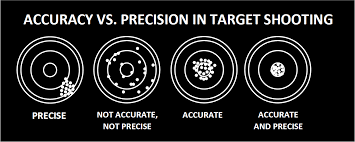 ACCURACY VS. PRECISION IN TARGET SHOOTING
PRECISE
NOT ACCURATE,
NOT PRECISE
ACCURATE
ACCURATE
AND PRECISE